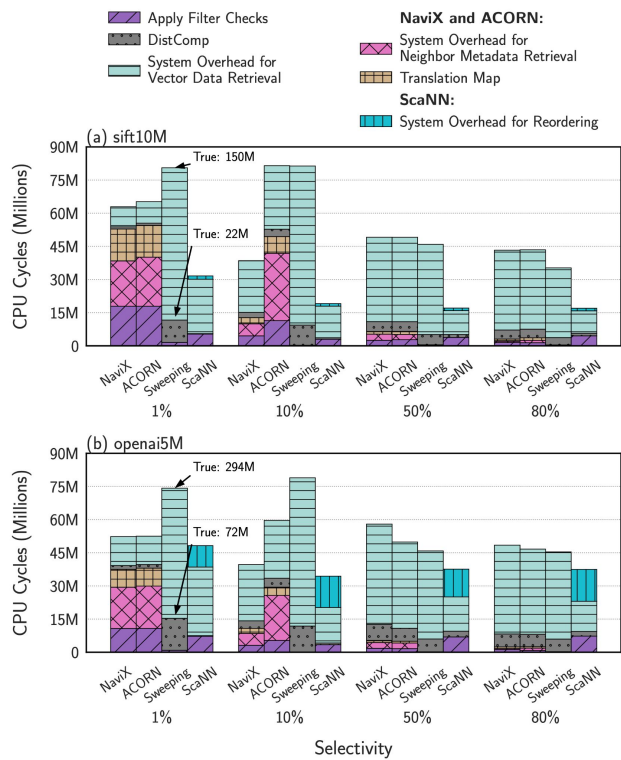 Apply Filter Checks
DistComp
System Overhead for
Vector Data Retrieval
NaviX and ACORN:
System Overhead for
Neighbor Metadata Retrieval
Translation Map
ScaNN:
System Overhead for Reordering
(a) sift10M
CPU Cycles (Millions)
90M
75M
60M
45M
30M
15M
0
True: 150M
True: 22M
NaviX ACORN Sweeping ScaNN NaviX ACORN Sweeping ScaNN NaviX ACORN Sweeping ScaNN NaviX ACORN Sweeping ScaNN
1% 10% 50% 80%
(b) openai5M
CPU Cycles (Millions)
90M
75M
60M
45M
30M
15M
0
True: 294M
True: 72M
NaviX ACORN Sweeping ScaNN NaviX ACORN Sweeping ScaNN NaviX ACORN Sweeping ScaNN NaviX ACORN Sweeping ScaNN
1% 10% 50% 80%
Selectivity